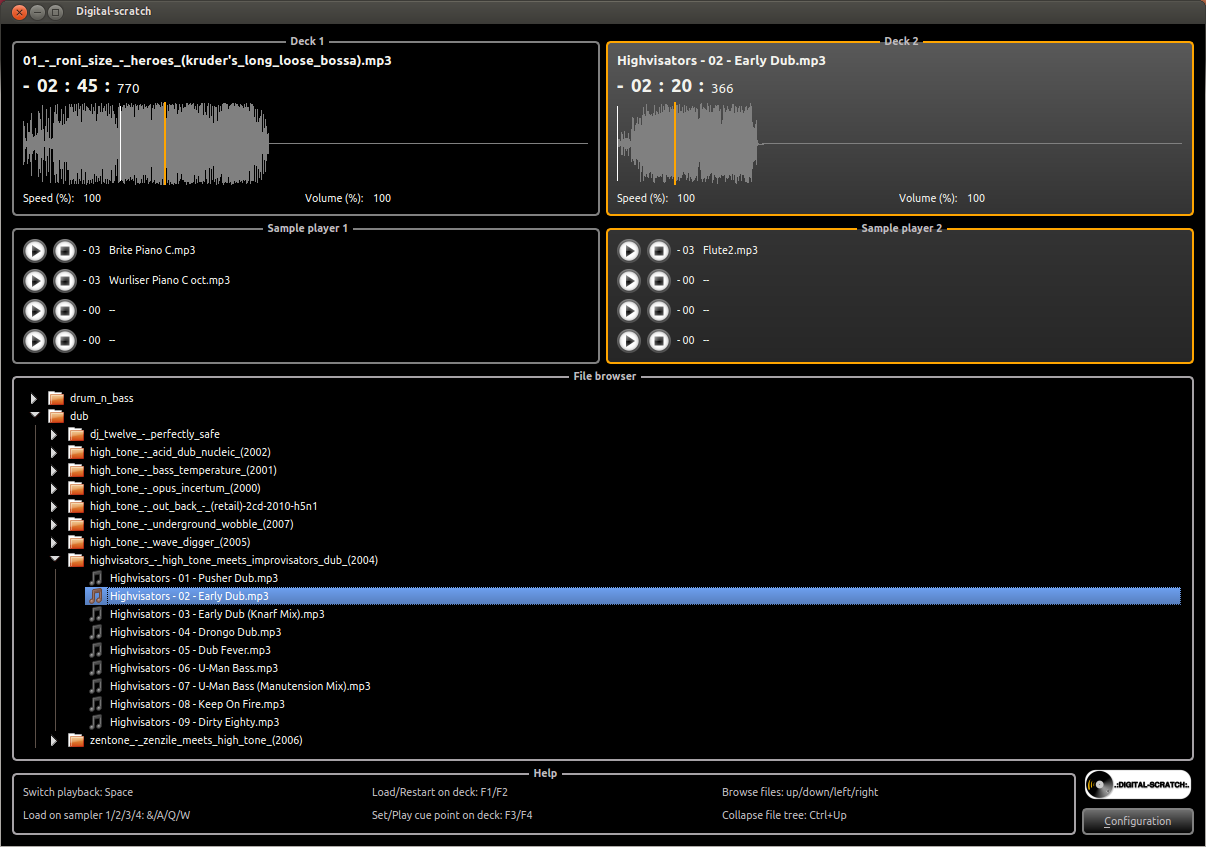 Digital-scratch
Deck 1
01_-_roni_size_-_heroes_(kruder's_long_loose_bossa).mp3
- 02 : 45 : 770
Speed (%): 100 Volume (%): 100
Deck 2
Highvisators - 02 - Early Dub.mp3
- 02 : 20 : 366
Speed (%): 100 Volume (%): 100
Sample player 1
- 03 Brite Piano C.mp3
- 03 Wurliser Piano C oct.mp3
- 00 --
- 00 --
Sample player 2
- 03 Flute2.mp3
- 00 --
- 00 --
- 00 --
File browser
drum_n_bass
dub
dj_twelve_-_perfectly_safe
high_tone_-_acid_dub_nucleic_(2002)
high_tone_-_bass_temperature_(2001)
high_tone_-_opus_incertum_(2000)
high_tone_-_out_back_-_(retail)-2cd-2010-h5n1
high_tone_-_underground_wobble_(2007)
high_tone_-_wave_digger_(2005)
highvisators_-_high_tone_meets_improvisators_dub_(2004)
Highvisators - 01 - Pusher Dub.mp3
Highvisators - 02 - Early Dub.mp3
Highvisators - 03 - Early Dub (Knarf Mix).mp3
Highvisators - 04 - Drongo Dub.mp3
Highvisators - 05 - Dub Fever.mp3
Highvisators - 06 - U-Man Bass.mp3
Highvisators - 07 - U-Man Bass (Manutension Mix).mp3
Highvisators - 08 - Keep On Fire.mp3
Highvisators - 09 - Dirty Eighty.mp3
zentone_-_zenzile_meets_high_tone_(2006)
Help
Switch playback: Space Load/Restart on deck: F1/F2 Browse files: up/down/left/right
Load on sampler 1/2/3/4: &/A/Q/W Set/Play cue point on deck: F3/F4 Collapse file tree: Ctrl+Up
.:DIGITAL-SCRATCH:.
Configuration